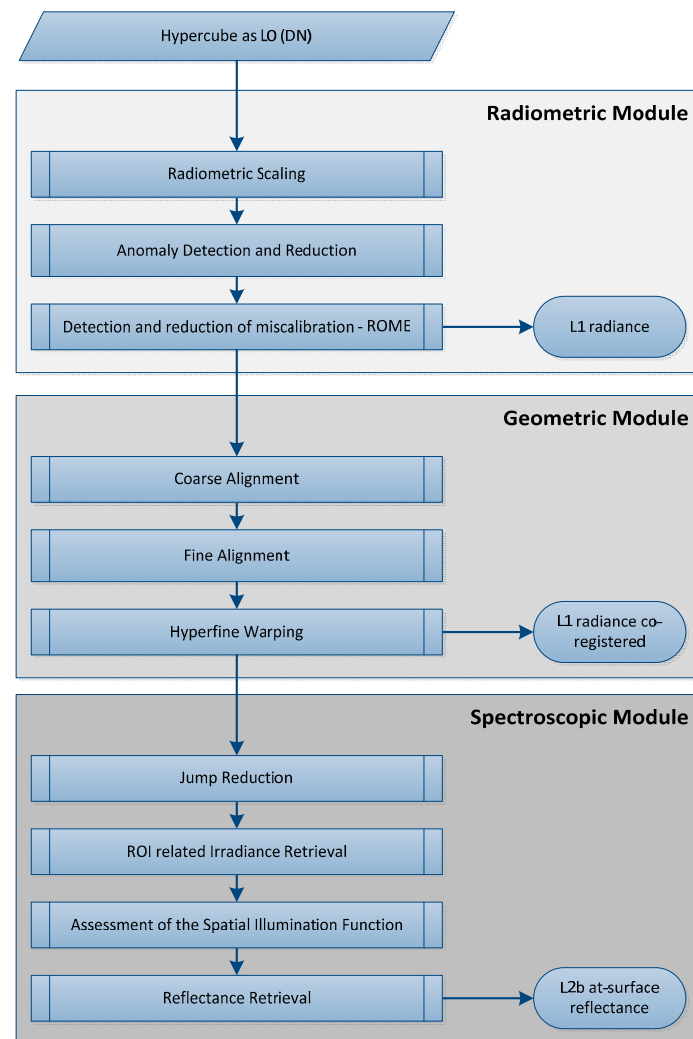 Hypercube as L0 (DN)
Radiometric Module
Radiometric Scaling
Anomaly Detection and Reduction
Detection and reduction of miscalibration - ROME
L1 radiance
Geometric Module
Coarse Alignment
Fine Alignment
Hyperfine Warping
L1 radiance co-
registered
Spectroscopic Module
Jump Reduction
ROI related Irradiance Retrieval
Assessment of the Spatial Illumination Function
Reflectance Retrieval
L2b at-surface
reflectance